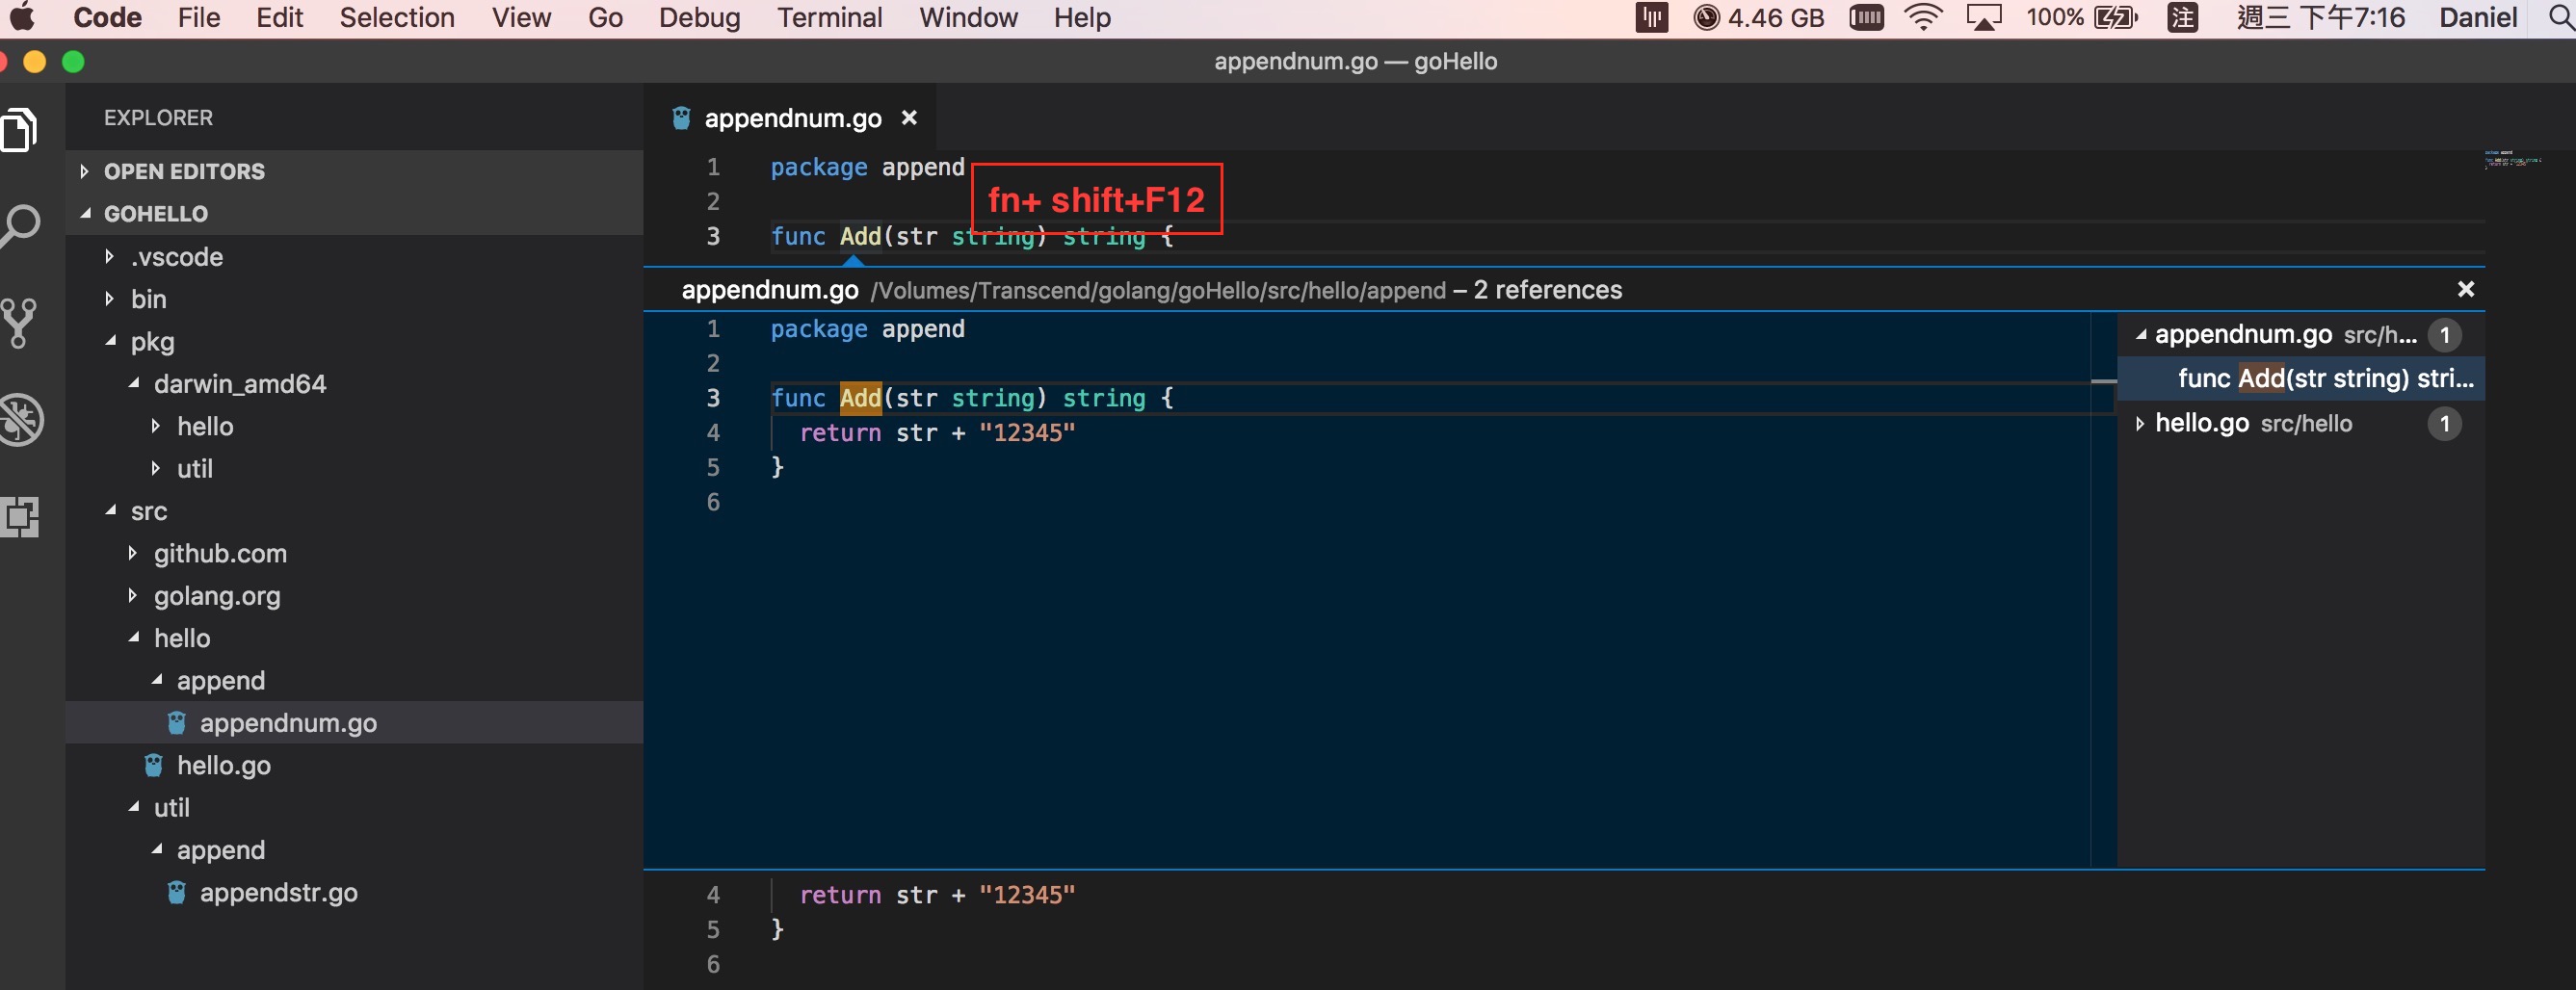 Code File Edit Selection View Go Debug Terminal Window Help 4.46 GB 100% 注 週三 下午7:16 Daniel
appendnum.go — goHello
EXPLORER
OPEN EDITORS
GOHELLO
.vscode
bin
pkg
darwin_amd64
hello
util
src
github.com
golang.org
hello
append
appendnum.go
hello.go
util
append
appendstr.go
appendnum.go
1 package append
fn+ shift+F12
2
3 func Add(str string) string {
appendnum.go /Volumes/Transcend/golang/goHello/src/hello/append – 2 references
1 package append
2
3 func Add(str string) string {
4 return str + "12345"
5 }
6
appendnum.go src/h... 1
func Add(str string) stri...
hello.go src/hello 1
4 return str + "12345"
5 }
6